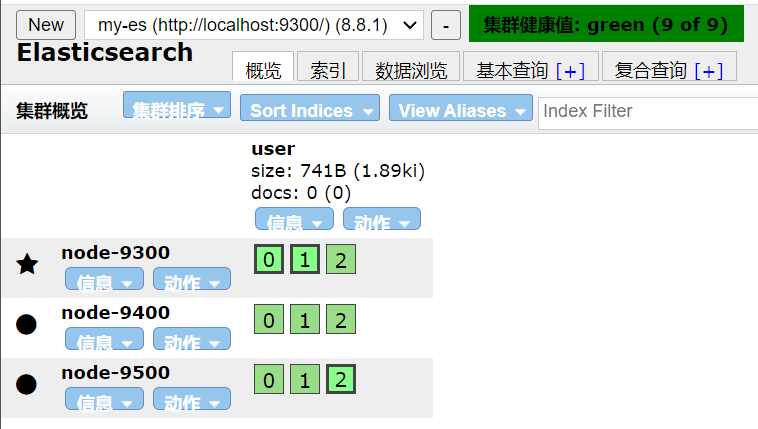 New my-es (http://localhost:9300/) (8.8.1) - 集群健康值: green (9 of 9)
Elasticsearch
概览 索引 数据浏览 基本查询 [+] 复合查询 [+]
集群概览 集群排序 Sort Indices View Aliases Index Filter
user
size: 741B (1.89ki)
docs: 0 (0)
信息 动作
node-9300 0 1 2
信息 动作
node-9400 0 1 2
信息 动作
node-9500 0 1 2
信息 动作